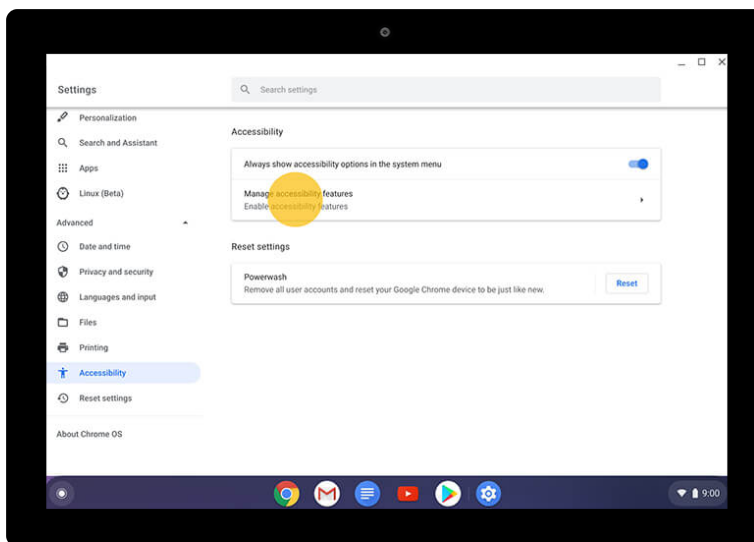 Settings
Search settings
Personalization
Search and Assistant
Apps
Linux (Beta)
Advanced
Date and time
Privacy and security
Languages and input
Files
Printing
Accessibility
Reset settings
About Chrome OS
Accessibility
Always show accessibility options in the system menu
Manage accessibility features
Enable accessibility features
Reset settings
Powerwash
Remove all user accounts and reset your Google Chrome device to be just like new.
Reset
9:00